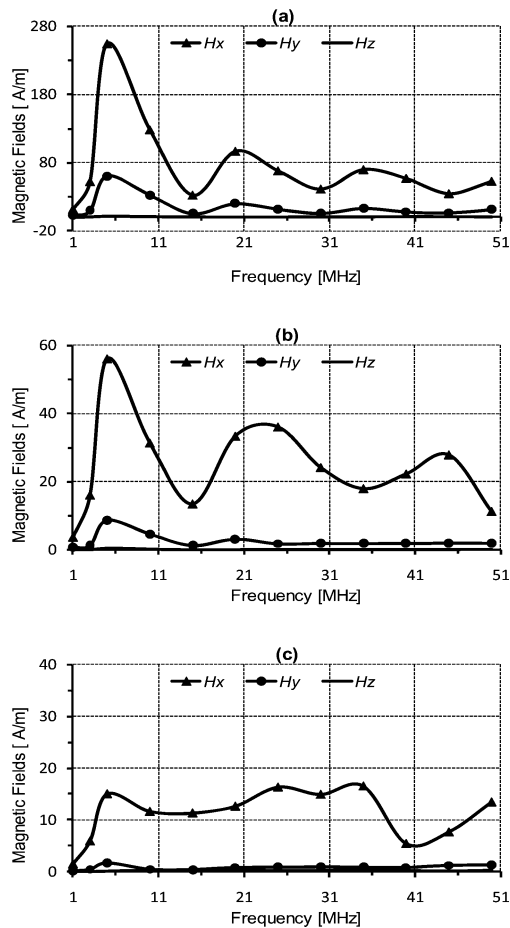 (a)
Magnetic Fields [ A/m]
280
180
80
-20
Hx Hy Hz
1 11 21 31 41 51
Frequency [MHz]
(b)
Magnetic Fields [ A/m]
60
40
20
0
Hx Hy Hz
1 11 21 31 41 51
Frequency [MHz]
(c)
Magnetic Fields [ A/m]
40
30
20
10
0
Hx Hy Hz
1 11 21 31 41 51
Frequency [MHz]